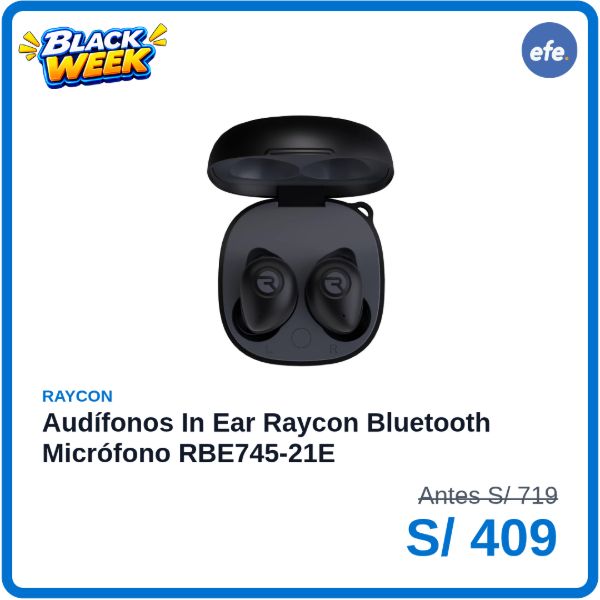 BLACK
WEEK
efe.
L R
RAYCON
Audífonos In Ear Raycon Bluetooth
Micrófono RBE745-21E
Antes S/ 719
S/ 409